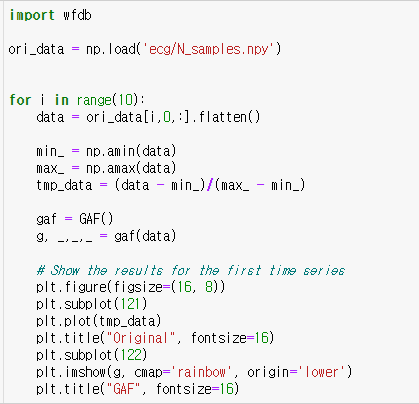 import wfdb
ori_data = np.load('ecg/N_samples.npy')
for i in range(10):
data = ori_data[i,0,:].flatten()
min_ = np.amin(data)
max_ = np.amax(data)
tmp_data = (data - min_)/(max_ - min_)
gaf = GAF()
g, _,_,_ = gaf(data)
# Show the results for the first time series
plt.figure(figsize=(16, 8))
plt.subplot(121)
plt.plot(tmp_data)
plt.title("Original", fontsize=16)
plt.subplot(122)
plt.imshow(g, cmap='rainbow', origin='lower')
plt.title("GAF", fontsize=16)